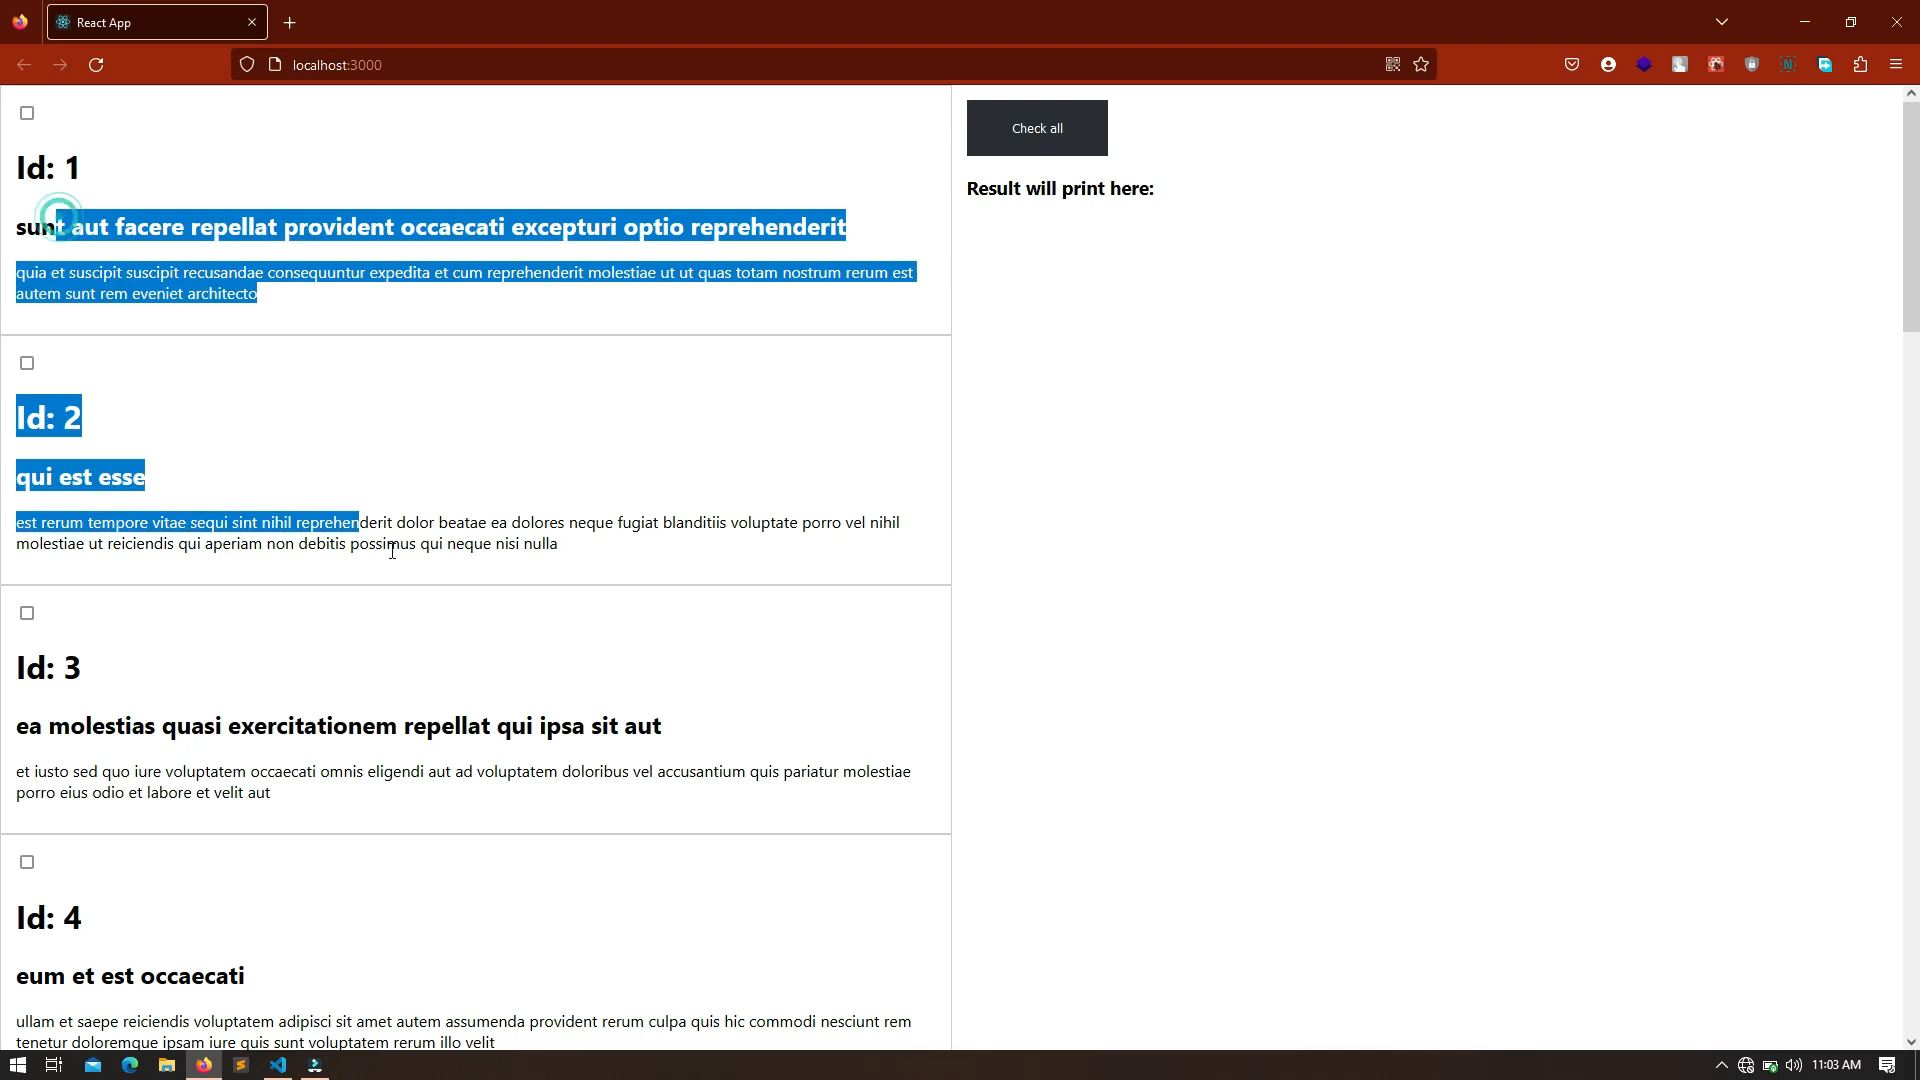 React App
localhost:3000
Id: 1
sunt aut facere repellat provident occaecati excepturi optio reprehenderit
quia et suscipit suscipit recusandae consequuntur expedita et cum reprehenderit molestiae ut ut quas totam nostrum rerum est
autem sunt rem eveniet architecto
Id: 2
qui est esse
est rerum tempore vitae sequi sint nihil reprehenderit dolor beatae ea dolores neque fugiat blanditiis voluptate porro vel nihil
molestiae ut reiciendis qui aperiam non debitis possimus qui neque nisi nulla
Id: 3
ea molestias quasi exercitationem repellat qui ipsa sit aut
et iusto sed quo iure voluptatem occaecati omnis eligendi aut ad voluptatem doloribus vel accusantium quis pariatur molestiae
porro eius odio et labore et velit aut
Id: 4
eum et est occaecati
ullam et saepe reiciendis voluptatem adipisci sit amet autem assumenda provident rerum culpa quis hic commodi nesciunt rem
tenetur doloremque ipsam iure quis sunt voluptatem rerum illo velit
Check all
Result will print here:
11:03 AM